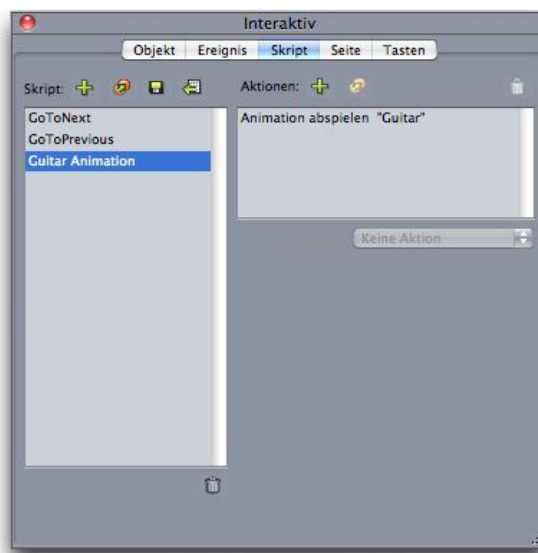 Interaktiv
Objekt Ereignis Skript Seite Tasten
Skript:
Aktionen:
GoToNext
GoToPrevious
Guitar Animation
Animation abspielen "Guitar"
Keine Aktion